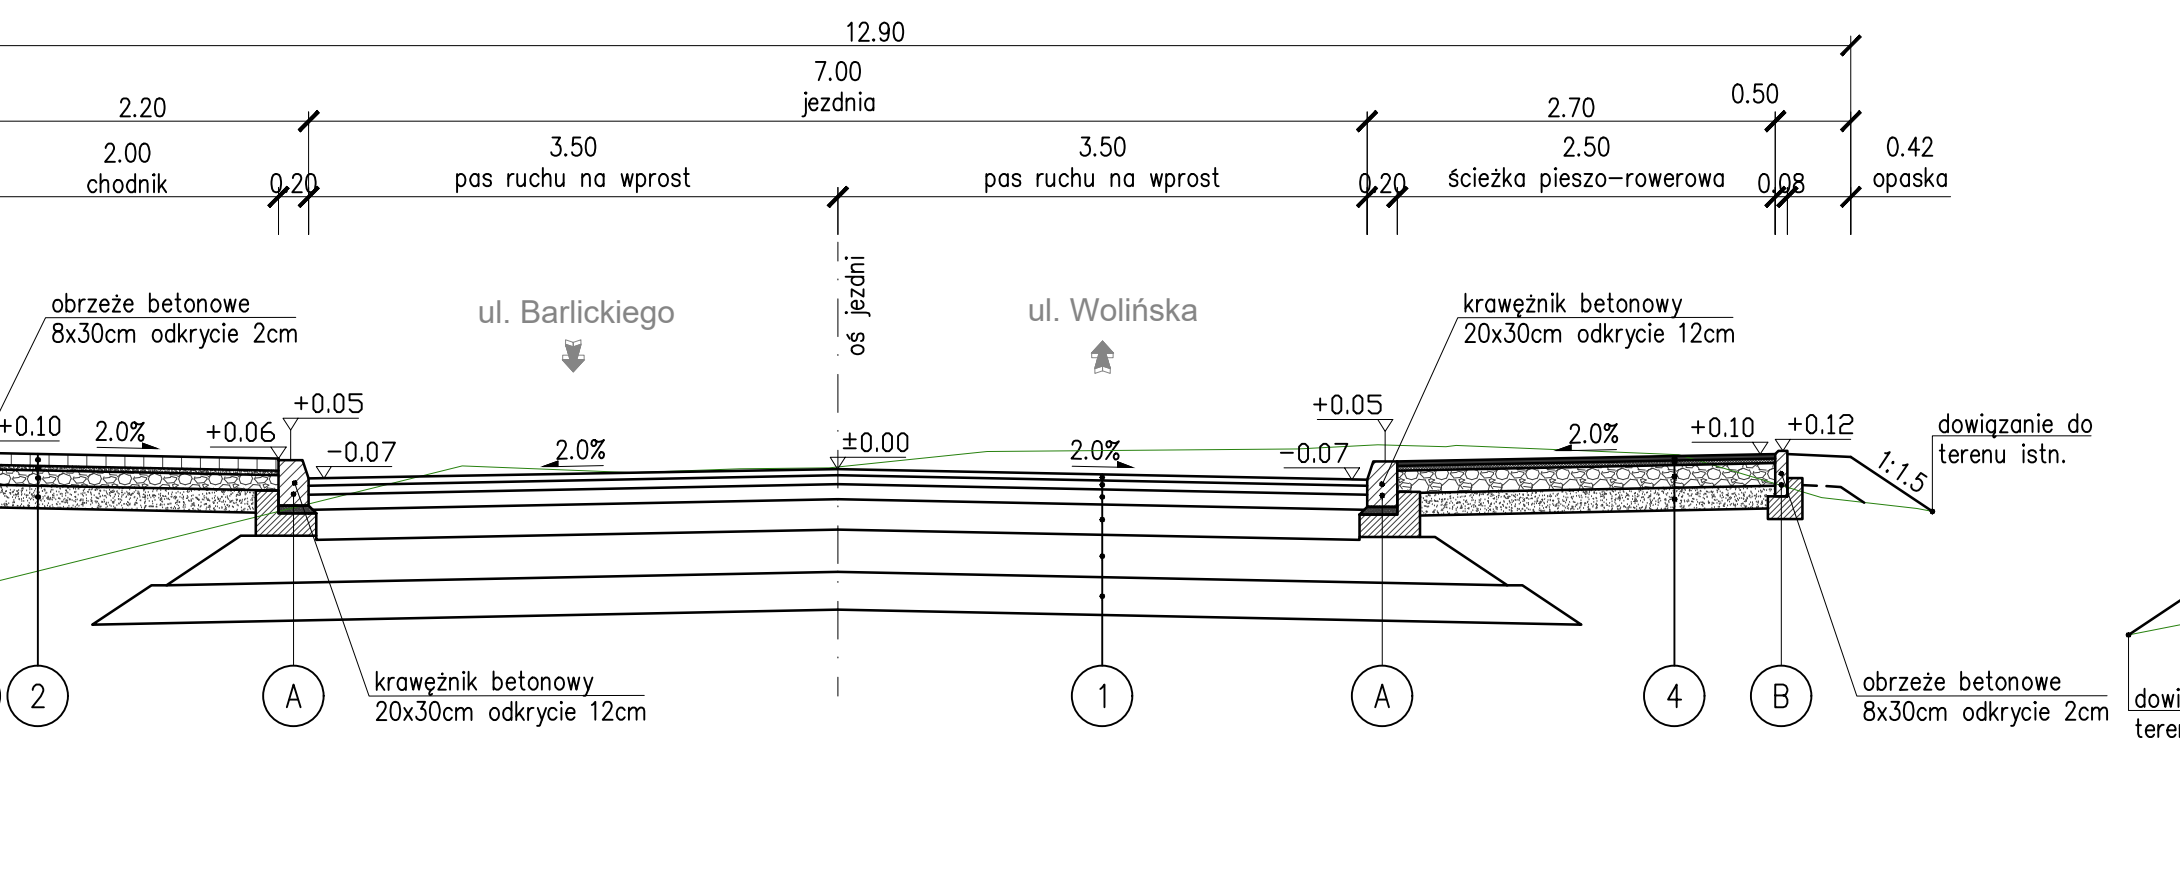 12.90
7.00
jezdnia
2.20
2.70
0.50
2.00
chodnik
0.20
3.50
pas ruchu na wprost
3.50
pas ruchu na wprost
0.20
2.50
ścieżka pieszo-rowerowa
0.08
0.42
opaska
oś jezdni
obrzeże betonowe
8x30cm odkrycie 2cm
ul. Barlickiego
ul. Wolińska
krawężnik betonowy
20x30cm odkrycie 12cm
+0.10
2.0%
+0.06
+0.05
-0.07
2.0%
±0.00
2.0%
-0.07
+0.05
2.0%
+0.10
+0.12
1:1.5
dowiązanie do
terenu istn.
2
A
krawężnik betonowy
20x30cm odkrycie 12cm
1
A
4
B
obrzeże betonowe
8x30cm odkrycie 2cm